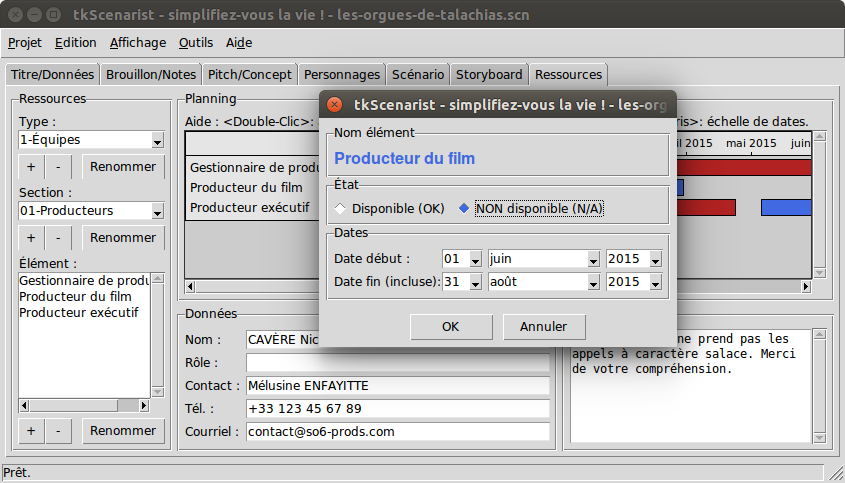 tkScenarist - simplifiez-vous la vie ! - les-orgues-de-talachias.scn
Projet Edition Affichage Outils Aide
Titre/Données Brouillon/Notes Pitch/Concept Personnages Scénario Storyboard Ressources
Ressources
Type :
1-Équipes
+ - Renommer
Section :
01-Producteurs
+ - Renommer
Élément :
Gestionnaire de produ
Producteur du film
Producteur exécutif
+ - Renommer
Planning
Aide : <Double-Clic>:
ris>: échelle de dates.
2015 mai 2015 juin
Gestionnaire de produ
Producteur du film
Producteur exécutif
tkScenarist - simplifiez-vous la vie ! - les-org
Nom élément
Producteur du film
État
Disponible (OK) NON disponible (N/A)
Dates
Date début : 01 juin 2015
Date fin (incluse): 31 août 2015
OK Annuler
Données
Nom : CAVÈRE Nic
Rôle :
Contact : Mélusine ENFAYITTE
Tél. : +33 123 45 67 89
Courriel : contact@so6-prods.com
ne prend pas les
appels à caractère salace. Merci
de votre compréhension.
Prêt.